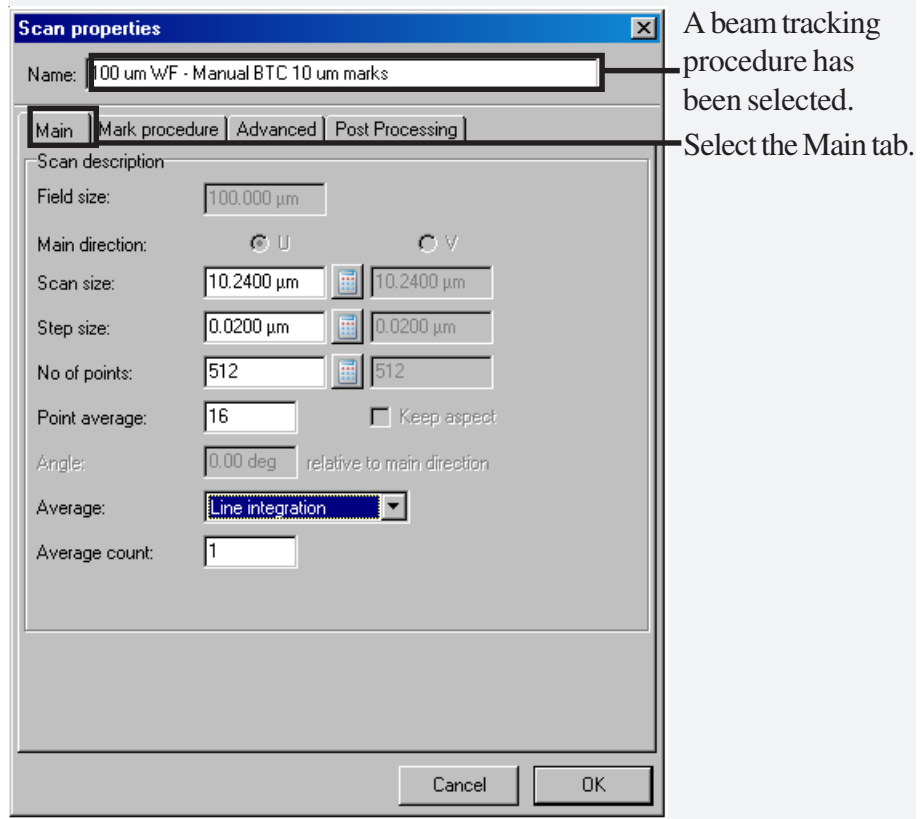 Scan properties
Name: 100 um WF - Manual BTC 10 um marks
A beam tracking
procedure has
been selected.
Main Mark procedure Advanced Post Processing
Select the Main tab.
Scan description
Field size: 100.000 µm
Main direction: U V
Scan size: 10.2400 µm 10.2400 µm
Step size: 0.0200 µm 0.0200 µm
No of points: 512 512
Point average: 16 Keep aspect
Angle: 0.00 deg relative to main direction
Average: Line integration
Average count: 1
Cancel OK